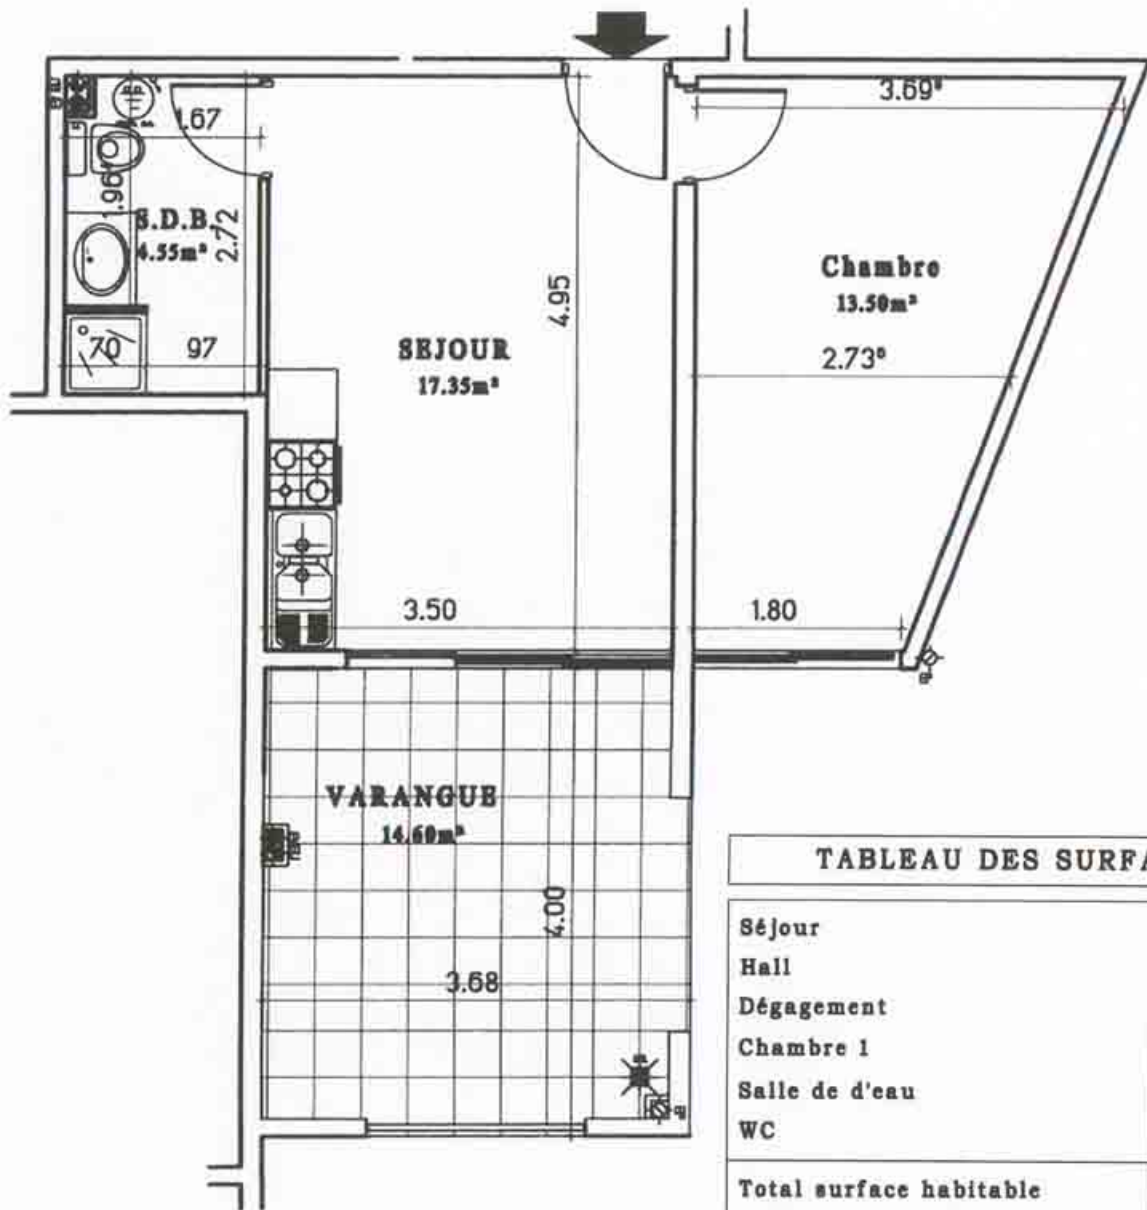 3.69⁵
1.67
1.96
S.D.B.
4.55m²
2.72
Chambre
13.50m²
4.95
SEJOUR
17.35m²
2.73⁵
70
97
3.50
1.80
VARANGUE
14.60m²
4.00
3.68
TABLEAU DES SURFA
Séjour
Hall
Dégagement
Chambre 1
Salle de d'eau
WC
Total surface habitable